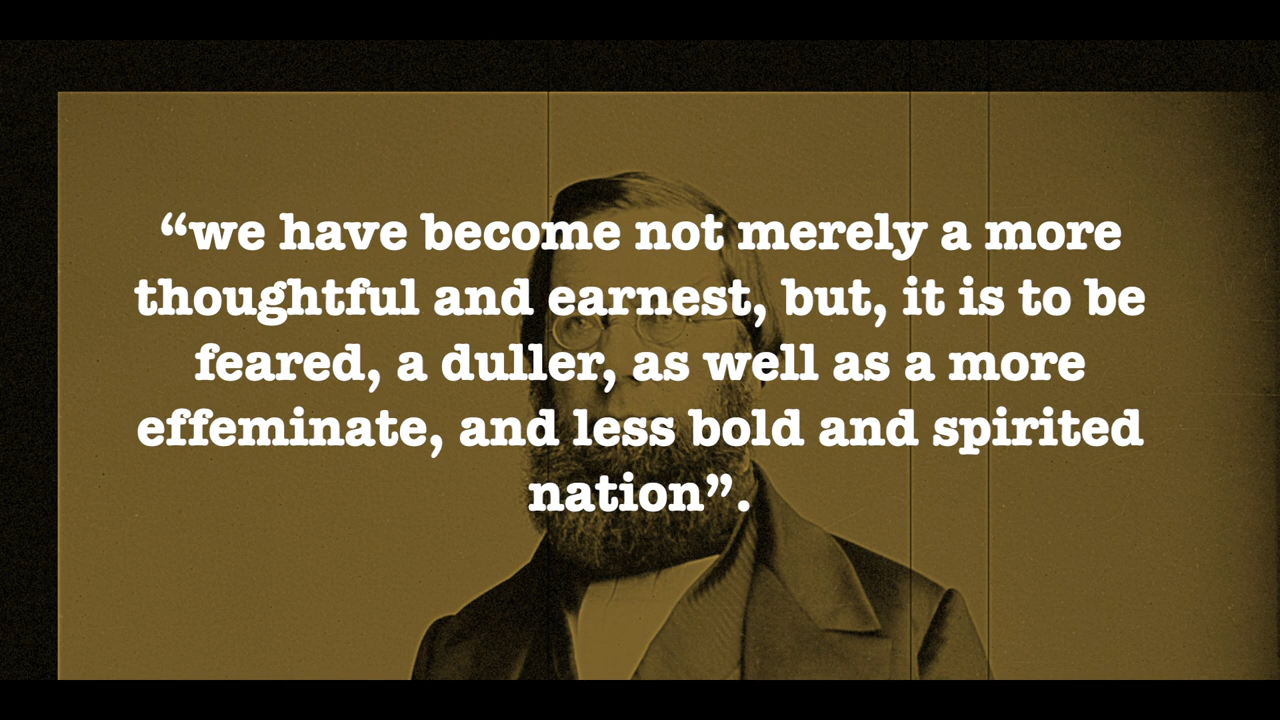 “we have become not merely a more
thoughtful and earnest, but, it is to be
feared, a duller, as well as a more
effeminate, and less bold and spirited
nation”.